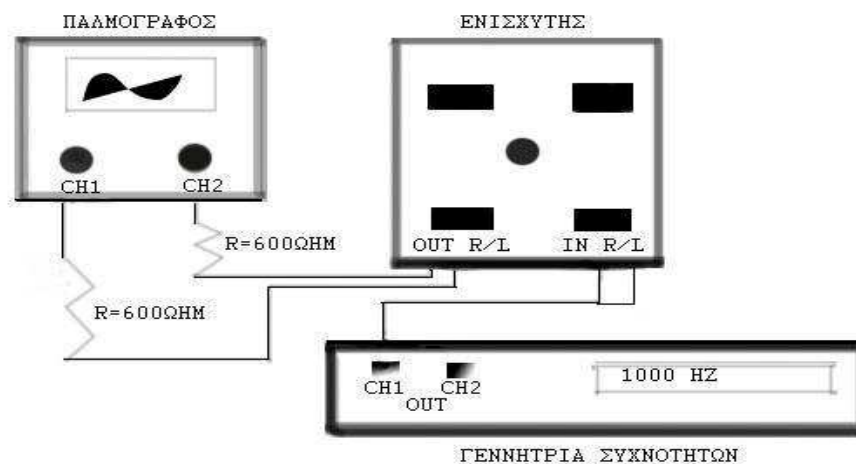 ΠΑΛΜΟΓΡΑΦΟΣ
ΕΝΙΣΧΥΤΗΣ
CH1
CH2
R=600ΩHM
OUT R/L
IN R/L
R=600ΩHM
CH1
CH2
OUT
1000 HZ
ΓΕΝΝΗΤΡΙΑ ΣΥΧΝΟΤΗΤΩΝ